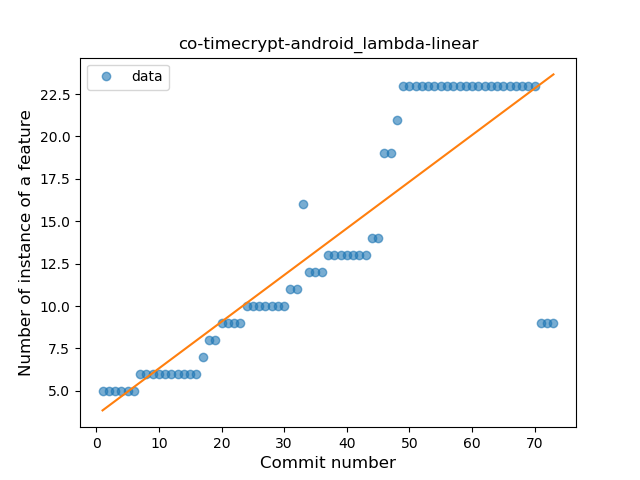 co-timecrypt-android_lambda-linear
data
Number of instance of a feature
22.5
20.0
17.5
15.0
12.5
10.0
7.5
5.0
0 10 20 30 40 50 60 70
Commit number